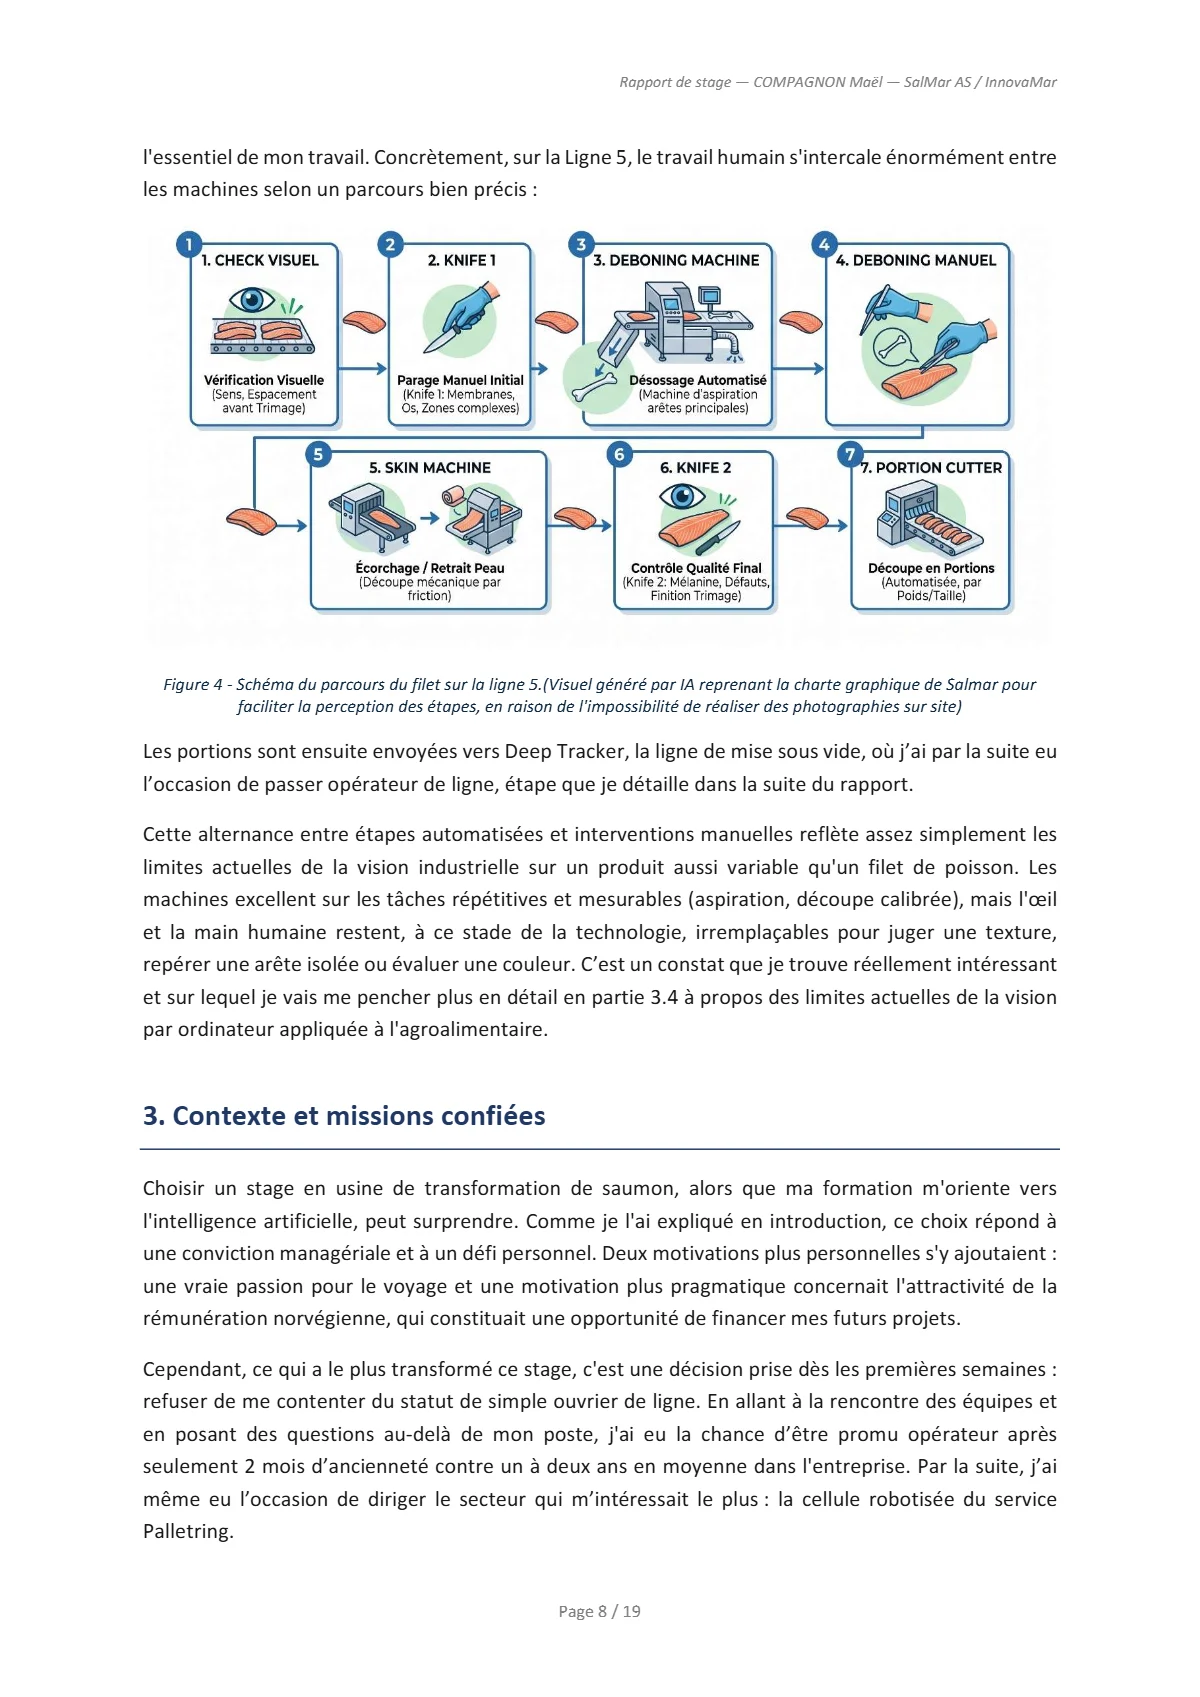 Rapport de stage — COMPAGNON Maël — SalMar AS / InnovaMar
l'essentiel de mon travail. Concrètement, sur la Ligne 5, le travail humain s'intercale énormément entre
les machines selon un parcours bien précis :
1
1. CHECK VISUEL
Vérification Visuelle
(Sens, Espacement
avant Trimage)
2
2. KNIFE 1
Parage Manuel Initial
(Knife 1: Membranes,
Os, Zones complexes)
3
3. DEBONING MACHINE
Désossage Automatisé
(Machine d'aspiration
arêtes principales)
4
4. DEBONING MANUEL
5
5. SKIN MACHINE
Écorchage / Retrait Peau
(Découpe mécanique par
friction)
6
6. KNIFE 2
Contrôle Qualité Final
(Knife 2: Mélanine, Défauts,
Finition Trimage)
7
7. PORTION CUTTER
Découpe en Portions
(Automatisée, par
Poids/Taille)
Figure 4 - Schéma du parcours du filet sur la ligne 5.(Visuel généré par IA reprenant la charte graphique de Salmar pour
faciliter la perception des étapes, en raison de l'impossibilité de réaliser des photographies sur site)
Les portions sont ensuite envoyées vers Deep Tracker, la ligne de mise sous vide, où j’ai par la suite eu
l’occasion de passer opérateur de ligne, étape que je détaille dans la suite du rapport.
Cette alternance entre étapes automatisées et interventions manuelles reflète assez simplement les
limites actuelles de la vision industrielle sur un produit aussi variable qu'un filet de poisson. Les
machines excellent sur les tâches répétitives et mesurables (aspiration, découpe calibrée), mais l'œil
et la main humaine restent, à ce stade de la technologie, irremplaçables pour juger une texture,
repérer une arête isolée ou évaluer une couleur. C’est un constat que je trouve réellement intéressant
et sur lequel je vais me pencher plus en détail en partie 3.4 à propos des limites actuelles de la vision
par ordinateur appliquée à l'agroalimentaire.
3. Contexte et missions confiées
Choisir un stage en usine de transformation de saumon, alors que ma formation m'oriente vers
l'intelligence artificielle, peut surprendre. Comme je l'ai expliqué en introduction, ce choix répond à
une conviction managériale et à un défi personnel. Deux motivations plus personnelles s'y ajoutaient :
une vraie passion pour le voyage et une motivation plus pragmatique concernait l'attractivité de la
rémunération norvégienne, qui constituait une opportunité de financer mes futurs projets.
Cependant, ce qui a le plus transformé ce stage, c'est une décision prise dès les premières semaines :
refuser de me contenter du statut de simple ouvrier de ligne. En allant à la rencontre des équipes et
en posant des questions au-delà de mon poste, j'ai eu la chance d’être promu opérateur après
seulement 2 mois d’ancienneté contre un à deux ans en moyenne dans l'entreprise. Par la suite, j’ai
même eu l’occasion de diriger le secteur qui m’intéressait le plus : la cellule robotisée du service
Palletring.
Page 8 / 19